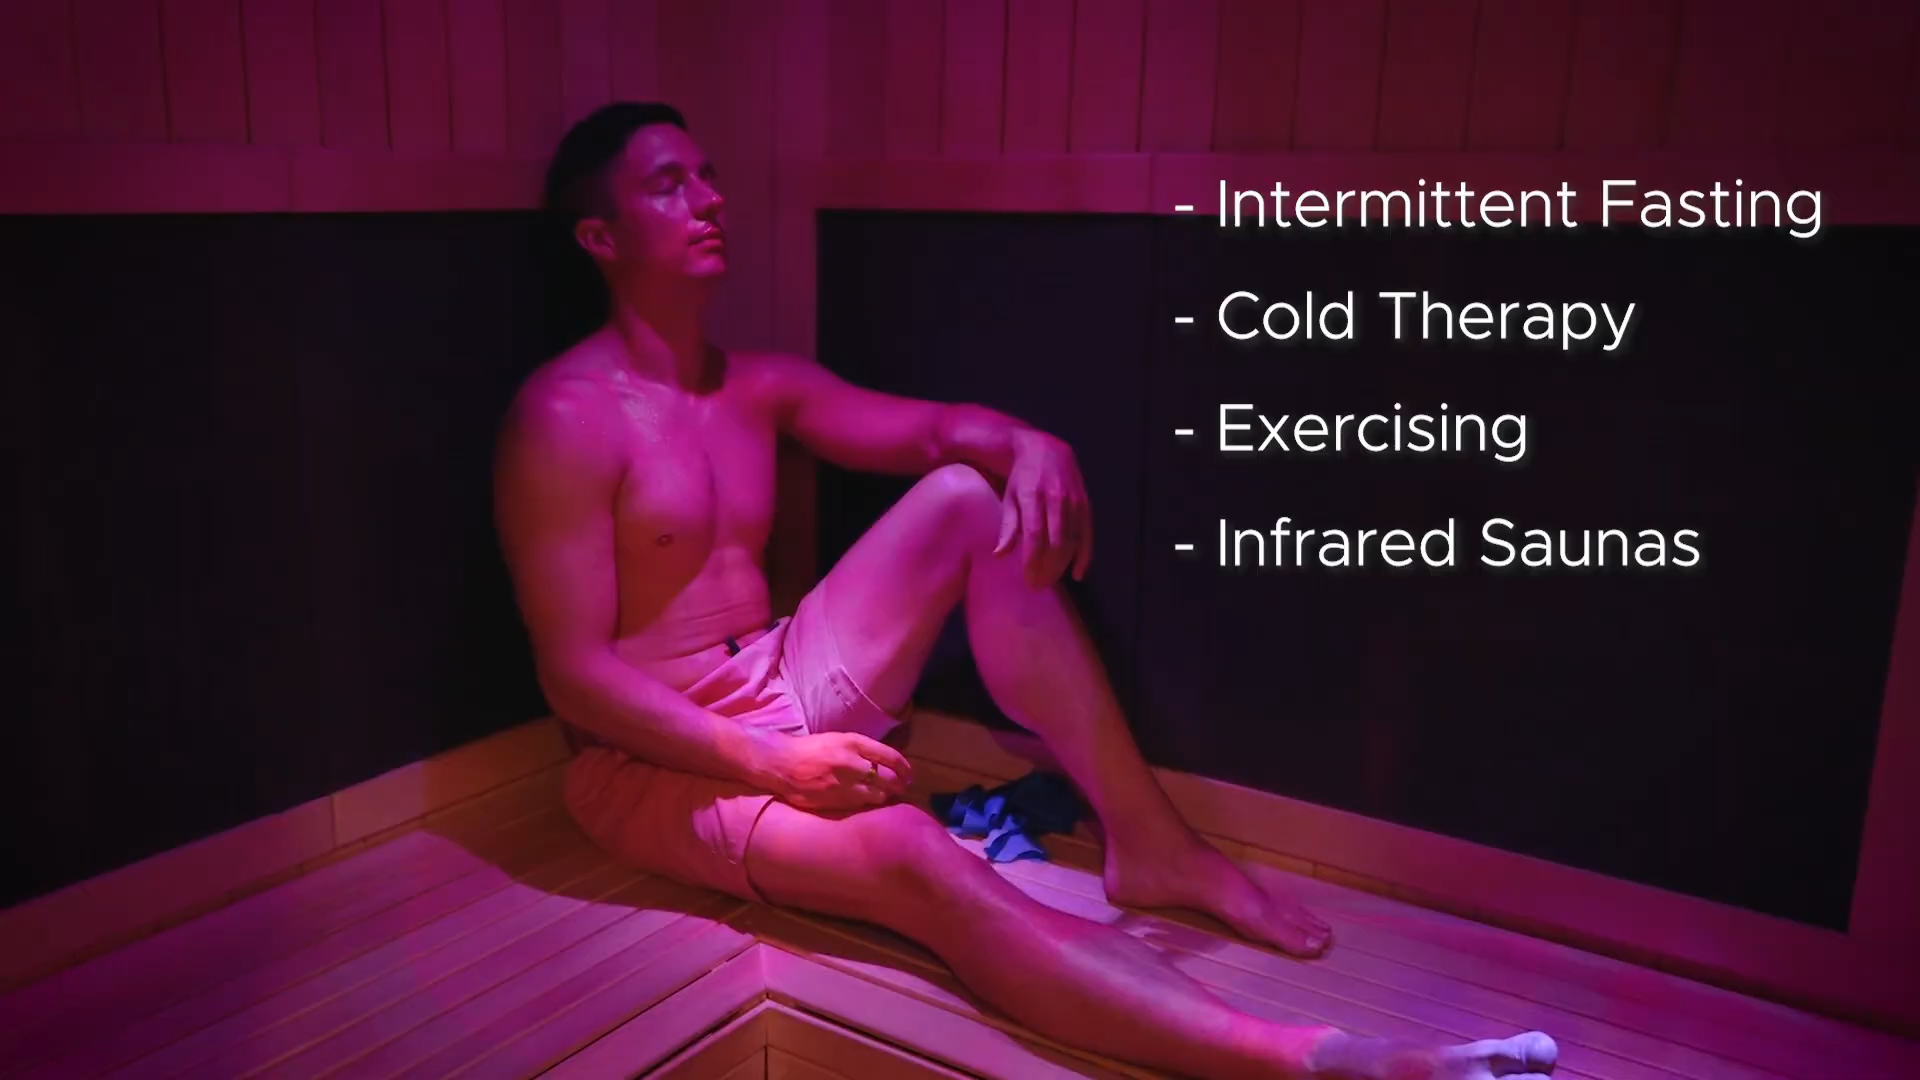 - Intermittent Fasting
- Cold Therapy
- Exercising
- Infrared Saunas